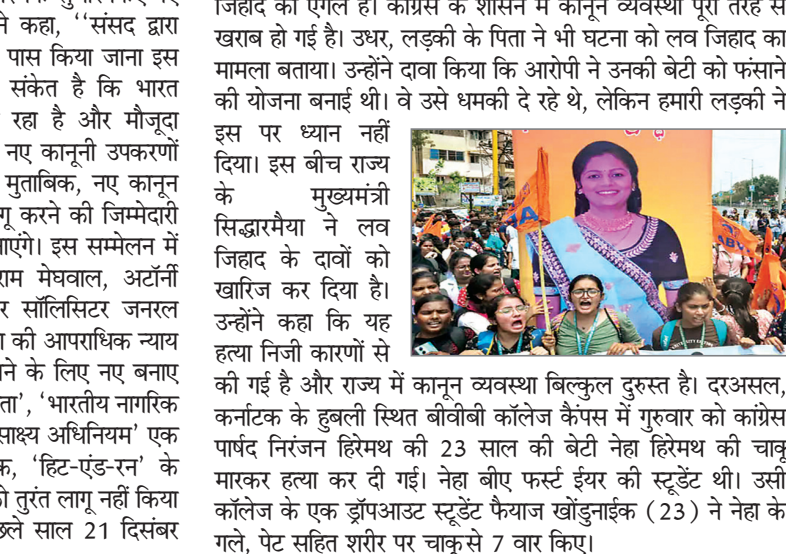 ने कहा, ‘‘संसद द्वारा
पास किया जाना इस
संकेत है कि भारत
रहा है और मौजूदा
नए कानूनी उपकरणों
मुताबिक, नए कानून
गू करने की जिम्मेदारी
जाएंगे। इस सम्मेलन में
राम मेघवाल, अटॉर्नी
र सॉलिसिटर जनरल
की आपराधिक न्याय
ने के लिए नए बनाए
ता’, ‘भारतीय नागरिक
साक्ष्य अधिनियम’ एक
क, ‘हिट-एंड-रन’ के
तुरंत लागू नहीं किया
छले साल 21 दिसंबर
जिहाद का एंगल है। कांग्रेस के शासन में कानून व्यवस्था पूरी तरह से
खराब हो गई है। उधर, लड़की के पिता ने भी घटना को लव जिहाद का
मामला बताया। उन्होंने दावा किया कि आरोपी ने उनकी बेटी को फंसाने
की योजना बनाई थी। वे उसे धमकी दे रहे थे, लेकिन हमारी लड़की ने
इस पर ध्यान नहीं
दिया। इस बीच राज्य
के मुख्यमंत्री
सिद्धारमैया ने लव
जिहाद के दावों को
खारिज कर दिया है।
उन्होंने कहा कि यह
हत्या निजी कारणों से
की गई है और राज्य में कानून व्यवस्था बिल्कुल दुरुस्त है। दरअसल,
कर्नाटक के हुबली स्थित बीवीबी कॉलेज कैंपस में गुरुवार को कांग्रेस
पार्षद निरंजन हिरेमथ की 23 साल की बेटी नेहा हिरेमथ की चाकू
मारकर हत्या कर दी गई। नेहा बीए फर्स्ट ईयर की स्टूडेंट थी। उसी
कॉलेज के एक ड्रॉपआउट स्टूडेंट फैयाज खोंडुनाईक (23) ने नेहा के
गले, पेट सहित शरीर पर चाकूसे 7 वार किए।